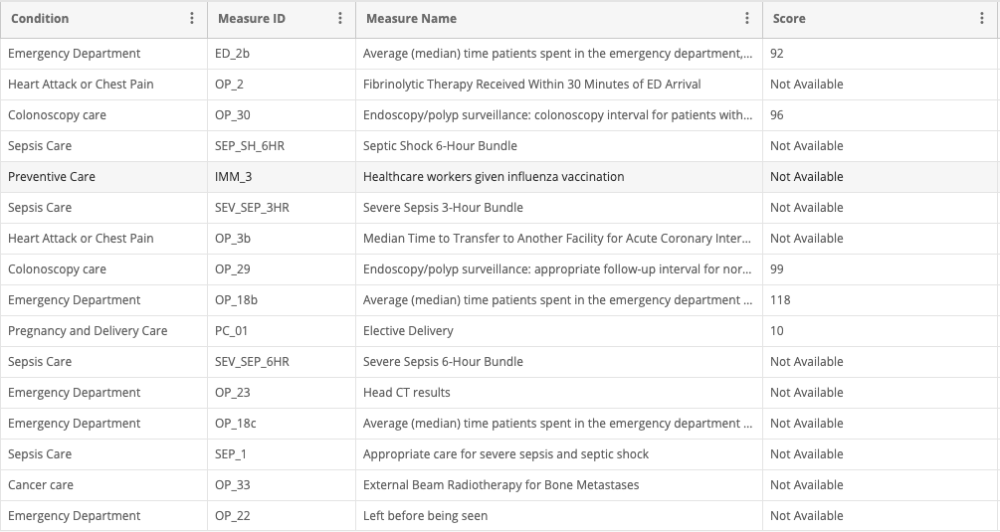 Condition Measure ID Measure Name Score
Emergency Department ED_2b Average (median) time patients spent in the emergency department,... 92
Heart Attack or Chest Pain OP_2 Fibrinolytic Therapy Received Within 30 Minutes of ED Arrival Not Available
Colonoscopy care OP_30 Endoscopy/polyp surveillance: colonoscopy interval for patients with... 96
Sepsis Care SEP_SH_6HR Septic Shock 6-Hour Bundle Not Available
Preventive Care IMM_3 Healthcare workers given influenza vaccination Not Available
Sepsis Care SEV_SEP_3HR Severe Sepsis 3-Hour Bundle Not Available
Heart Attack or Chest Pain OP_3b Median Time to Transfer to Another Facility for Acute Coronary Inter... Not Available
Colonoscopy care OP_29 Endoscopy/polyp surveillance: appropriate follow-up interval for nor... 99
Emergency Department OP_18b Average (median) time patients spent in the emergency department ... 118
Pregnancy and Delivery Care PC_01 Elective Delivery 10
Sepsis Care SEV_SEP_6HR Severe Sepsis 6-Hour Bundle Not Available
Emergency Department OP_23 Head CT results Not Available
Emergency Department OP_18c Average (median) time patients spent in the emergency department ... Not Available
Sepsis Care SEP_1 Appropriate care for severe sepsis and septic shock Not Available
Cancer care OP_33 External Beam Radiotherapy for Bone Metastases Not Available
Emergency Department OP_22 Left before being seen Not Available